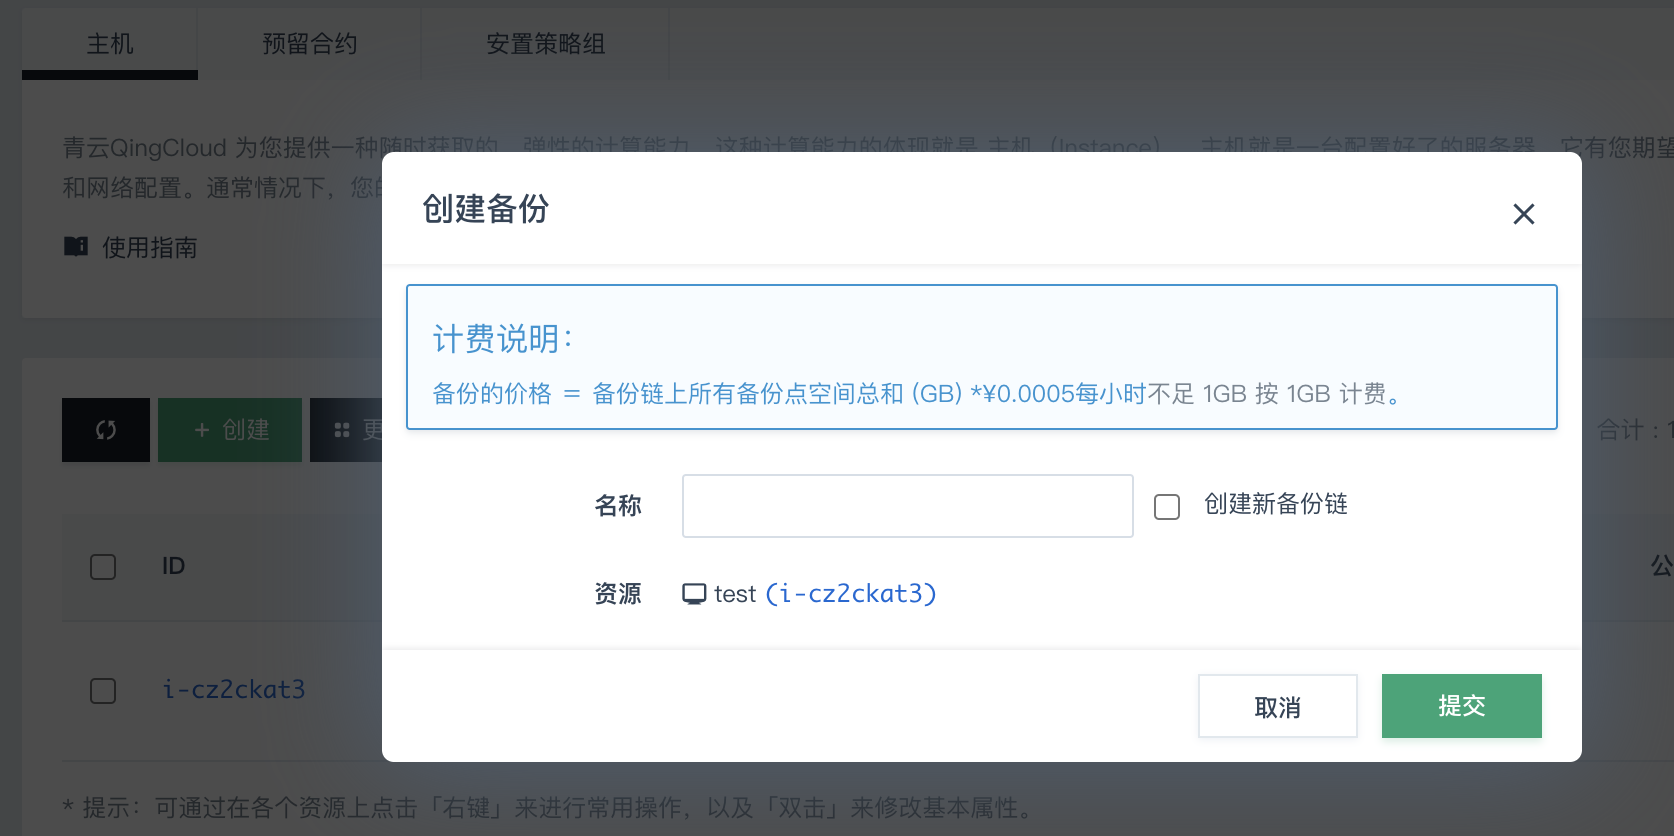 主机 预留合约 安置策略组
青云QingCloud 为您提供一种随时获取的、弹性的计算能力，这种计算能力的体现就是 主机（Instance）。 主机就是一台配置好了的服务器，它有您期望
和网络配置。通常情况下，您的
使用指南
创建备份
计费说明：
备份的价格 = 备份链上所有备份点空间总和 (GB) *¥0.0005每小时不足 1GB 按 1GB 计费。
+ 创建 更 合计：1
名称 创建新备份链
ID 公
资源 test (i-cz2ckat3)
i-cz2ckat3
取消 提交
* 提示：可通过在各个资源上点击「右键」来进行常用操作，以及「双击」来修改基本属性。